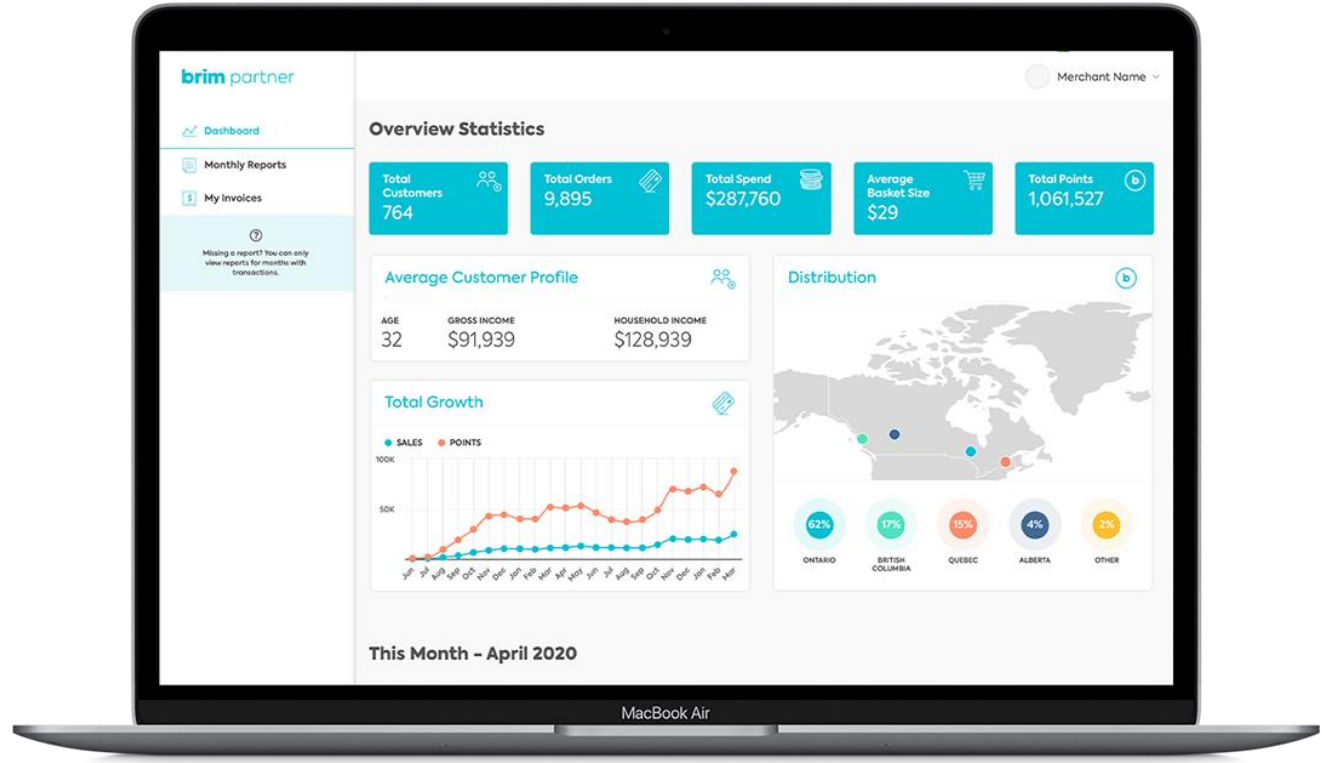 brim partner
Merchant Name
Dashboard
Monthly Reports
My Invoices
Missing a report? You can only
view reports for months with
transactions.
Overview Statistics
Total
Customers
764
Total Orders
9,895
Total Spend
$287,760
Average
Basket Size
$29
Total Points
1,061,527
b
Average Customer Profile
AGE
32
GROSS INCOME
$91,939
HOUSEHOLD INCOME
$128,939
Total Growth
SALES
POINTS
100K
50K
Jun Jul Aug Sep Oct Nov Dec Jan Feb Mar Apr May Jun Jul Aug Sep Oct Nov Dec Jan Feb Mar
Distribution
b
62%
17%
15%
4%
2%
ONTARIO
BRITISH
COLUMBIA
QUEBEC
ALBERTA
OTHER
This Month - April 2020
MacBook Air